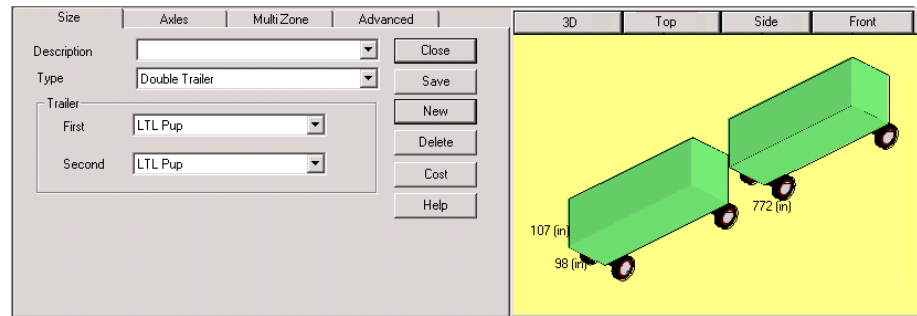 Size Axles Multi Zone Advanced
Description Close
Type Double Trailer Save
Trailer New
First LTL Pup
Delete
Second LTL Pup
Cost
Help
3D Top Side Front
772 (in)
107 (in)
98 (in)